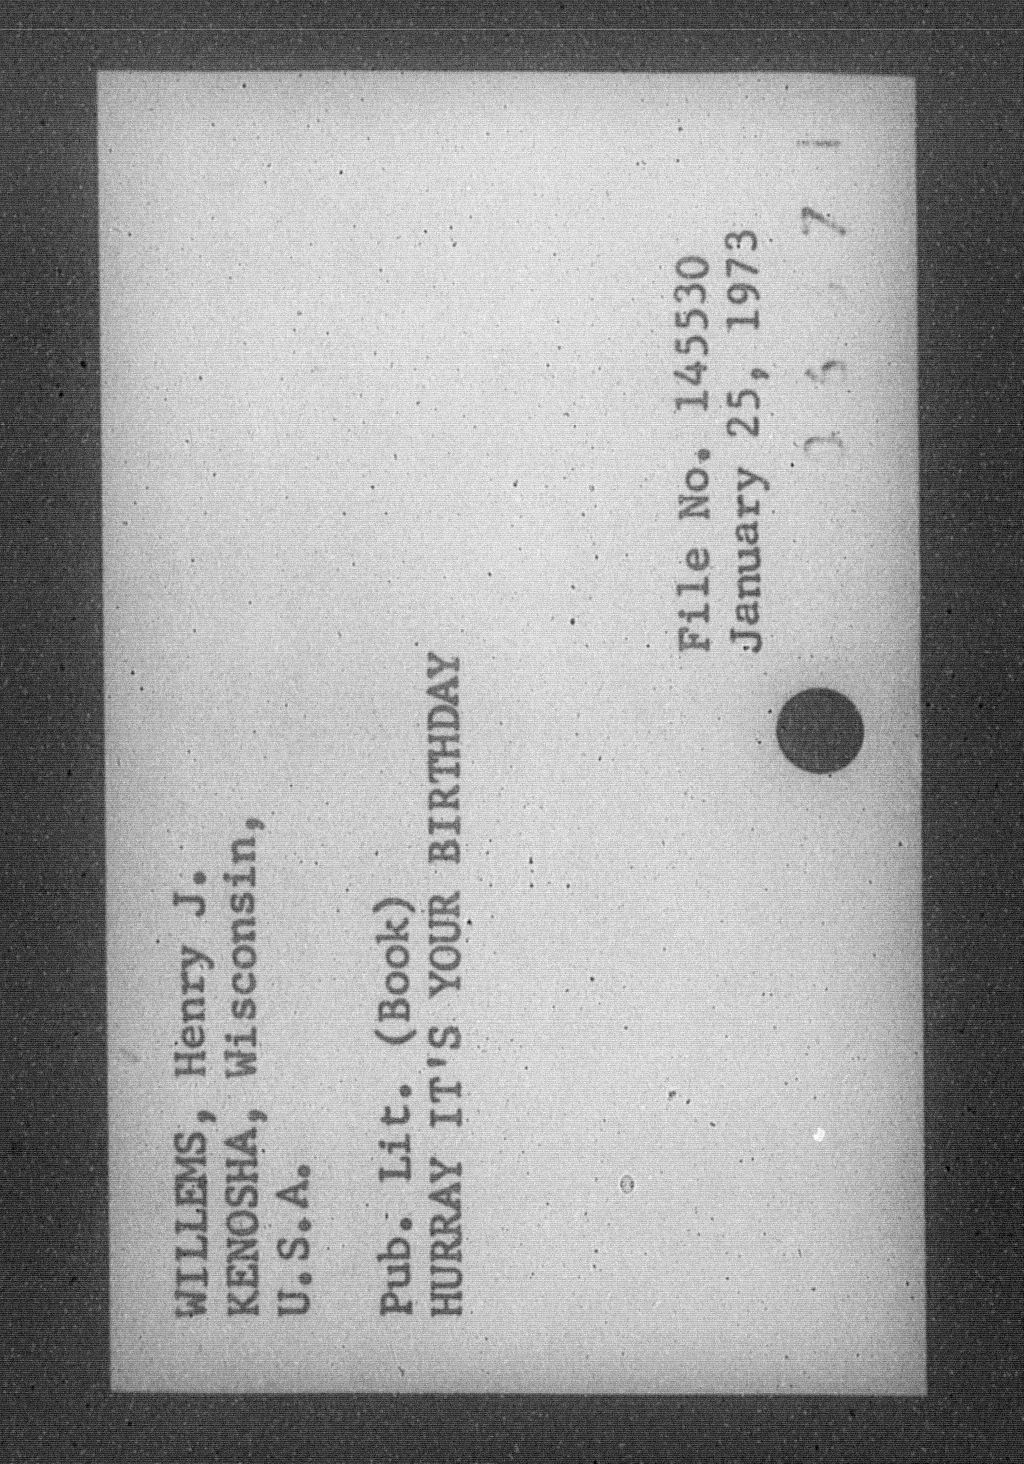 WILLEMS, Henry J.
KENOSHA, Wisconsin,
U.S.A.
Pub. Lit. (Book)
HURRAY IT'S YOUR BIRTHDAY
File No. 145530
January 25, 1973